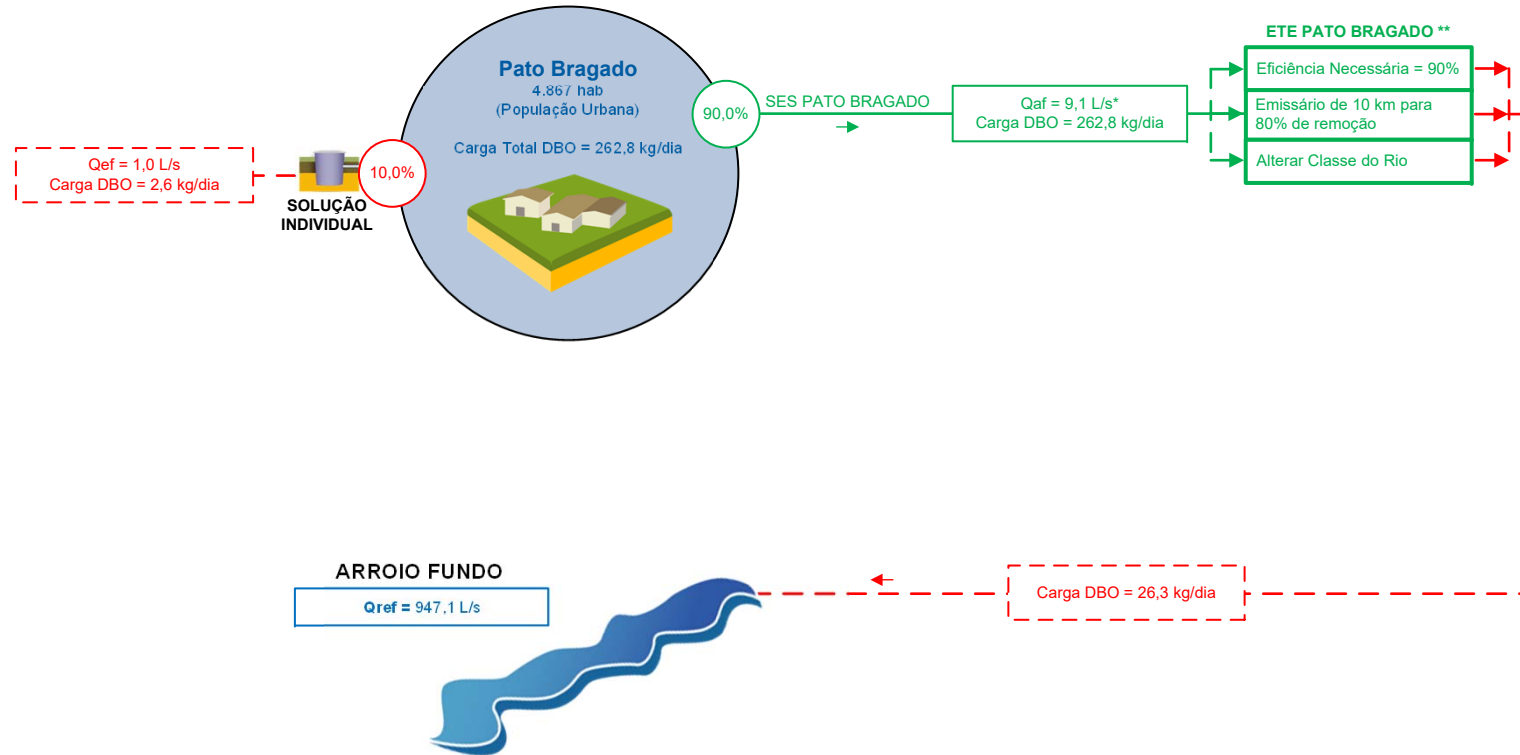 ETE PATO BRAGADO **
Pato Bragado
4.867 hab
(População Urbana)
Carga Total DBO = 262,8 kg/dia
90,0%
SES PATO BRAGADO
Qaf = 9,1 L/s*
Carga DBO = 262,8 kg/dia
Eficiência Necessária = 90%
Emissário de 10 km para
80% de remoção
Alterar Classe do Rio
Qef = 1,0 L/s
Carga DBO = 2,6 kg/dia
10,0%
SOLUÇÃO
INDIVIDUAL
ARROIO FUNDO
Qref = 947,1 L/s
Carga DBO = 26,3 kg/dia